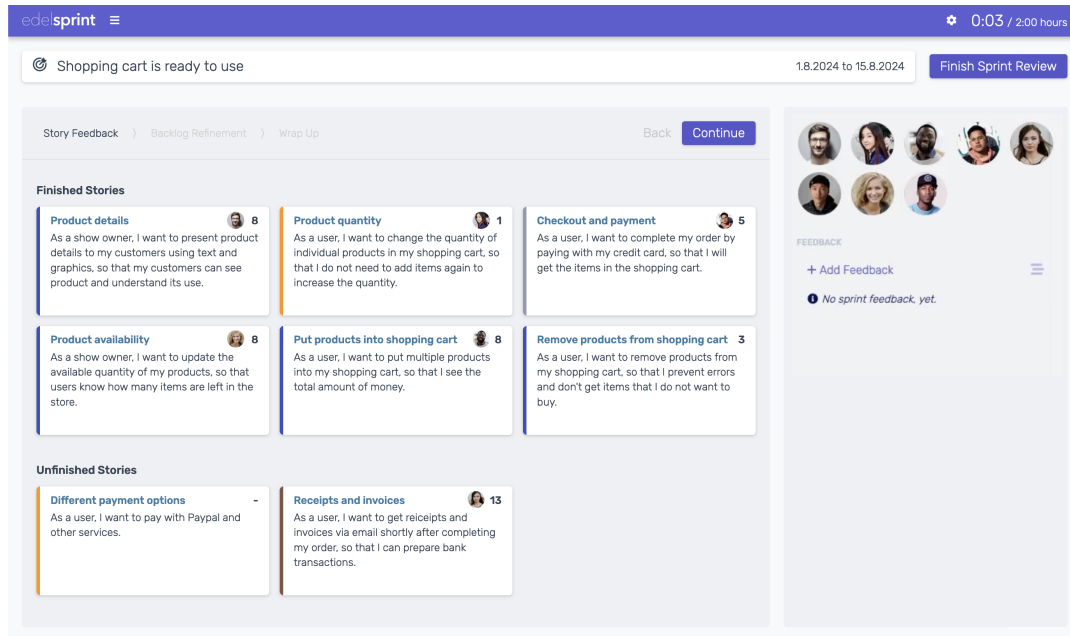 edelsprint
0:03 / 2:00 hours
Shopping cart is ready to use
1.8.2024 to 15.8.2024
Finish Sprint Review
Story Feedback
Backlog Refinement
Wrap Up
Back
Continue
Finished Stories
Product details
8
As a show owner, I want to present product
details to my customers using text and
graphics, so that my customers can see
product and understand its use.
Product quantity
1
As a user, I want to change the quantity of
individual products in my shopping cart, so
that I do not need to add items again to
increase the quantity.
Checkout and payment
5
As a user, I want to complete my order by
paying with my credit card, so that I will
get the items in the shopping cart.
Product availability
8
As a show owner, I want to update the
available quantity of my products, so that
users know how many items are left in the
store.
Put products into shopping cart
8
As a user, I want to put multiple products
into my shopping cart, so that I see the
total amount of money.
Remove products from shopping cart
3
As a user, I want to remove products from
my shopping cart, so that I prevent errors
and don't get items that I do not want to
buy.
Unfinished Stories
Different payment options
-
As a user, I want to pay with Paypal and
other services.
Receipts and invoices
13
As a user, I want to get reiceipts and
invoices via email shortly after completing
my order, so that I can prepare bank
transactions.
FEEDBACK
+ Add Feedback
No sprint feedback, yet.